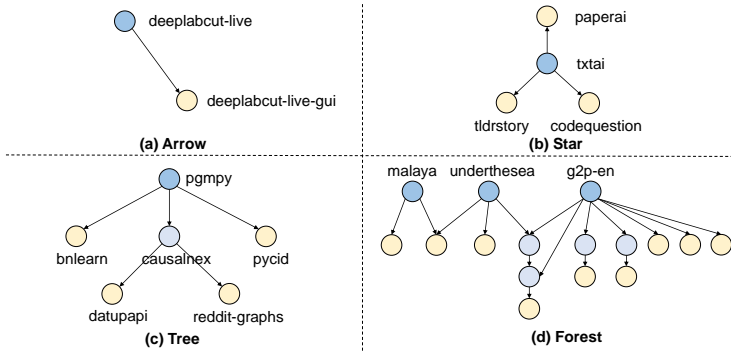 deeplabcut-live
deeplabcut-live-gui
(a) Arrow
paperai
txtai
tldrstory
codequestion
(b) Star
pgmpy
bnlearn
causalnex
pycid
datupapi
reddit-graphs
(c) Tree
malaya
underthesea
g2p-en
(d) Forest